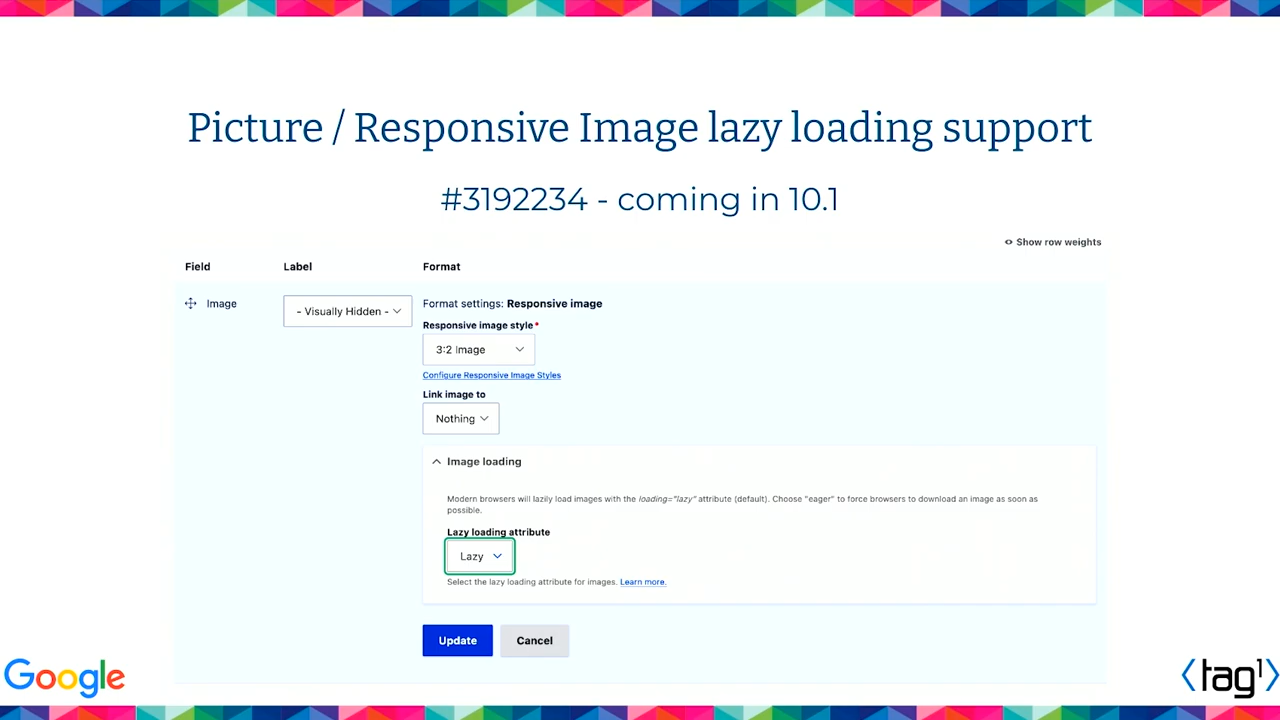 Picture / Responsive Image lazy loading support
#3192234 - coming in 10.1
Show row weights
Field Label Format
Image
- Visually Hidden -
Format settings: Responsive image
Responsive image style*
3:2 Image
Configure Responsive Image Styles
Link image to
Nothing
Image loading
Modern browsers will lazily load images with the loading="lazy" attribute (default). Choose "eager" to force browsers to download an image as soon as
possible.
Lazy loading attribute
Lazy
Select the lazy loading attribute for images. Learn more.
Update Cancel
Google
<tag1>